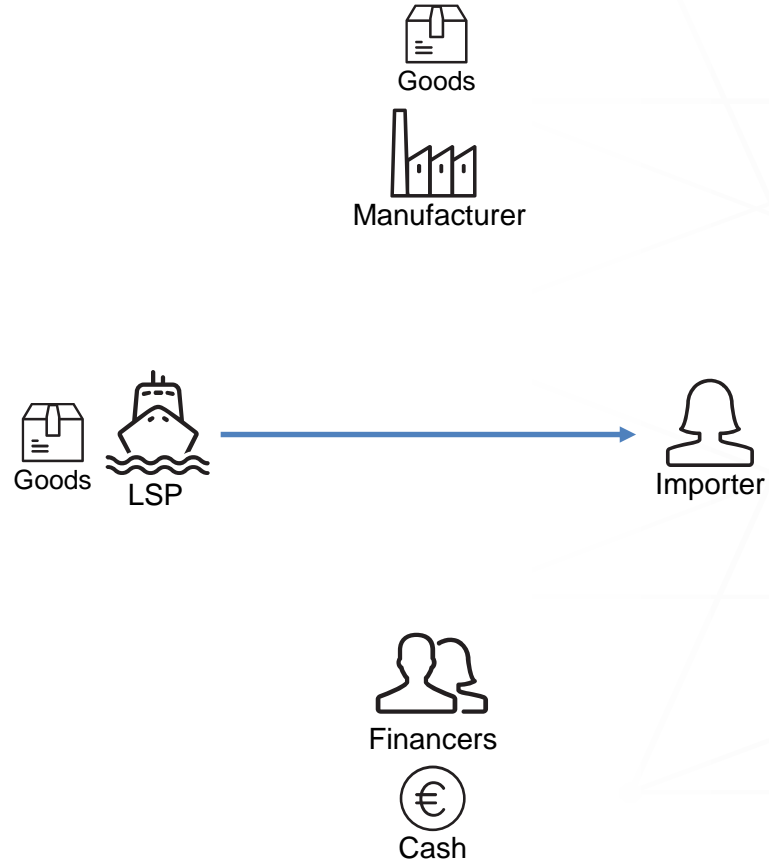 Goods
Manufacturer
Goods
LSP
Importer
Financers
€
Cash